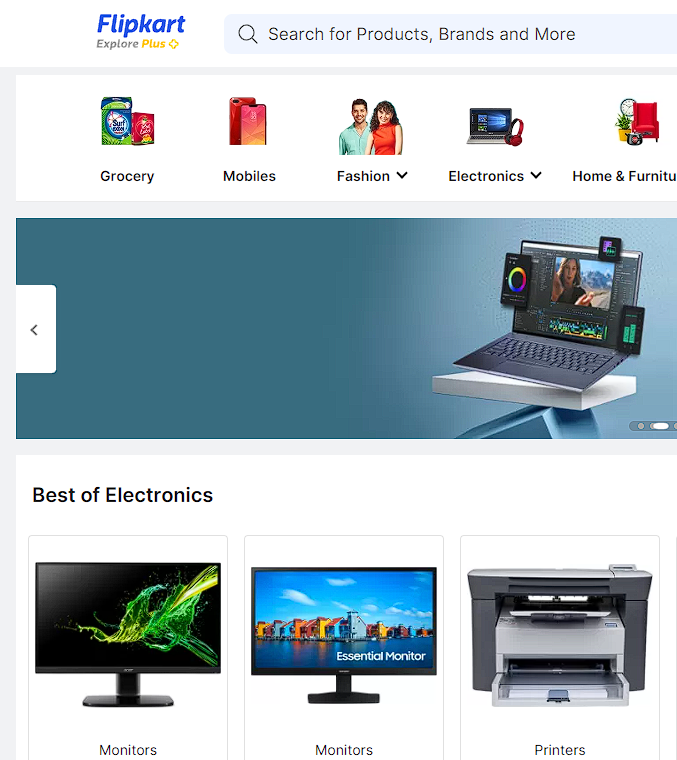 Flipkart
Explore Plus
Search for Products, Brands and More
Grocery
Mobiles
Fashion
Electronics
Home & Furnitu
Best of Electronics
Essential Monitor
Monitors
Monitors
Printers